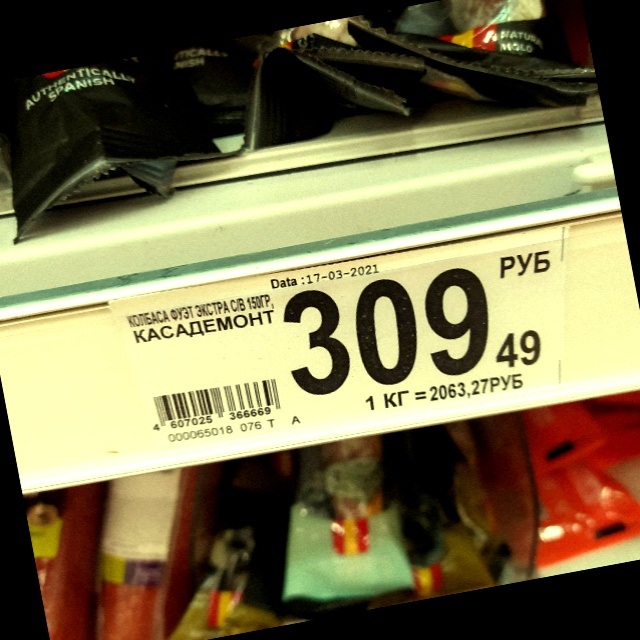 AUTHENTICALLY
SPANISH
Data :17-03-2021
КОЛБАСА ФУЭТ ЭКСТРА С/В 150ГР,
КАСАДЕМОНТ
309
49
РУБ
1 КГ = 2063,27РУБ
4 607025 366669
000065018 076 Т А